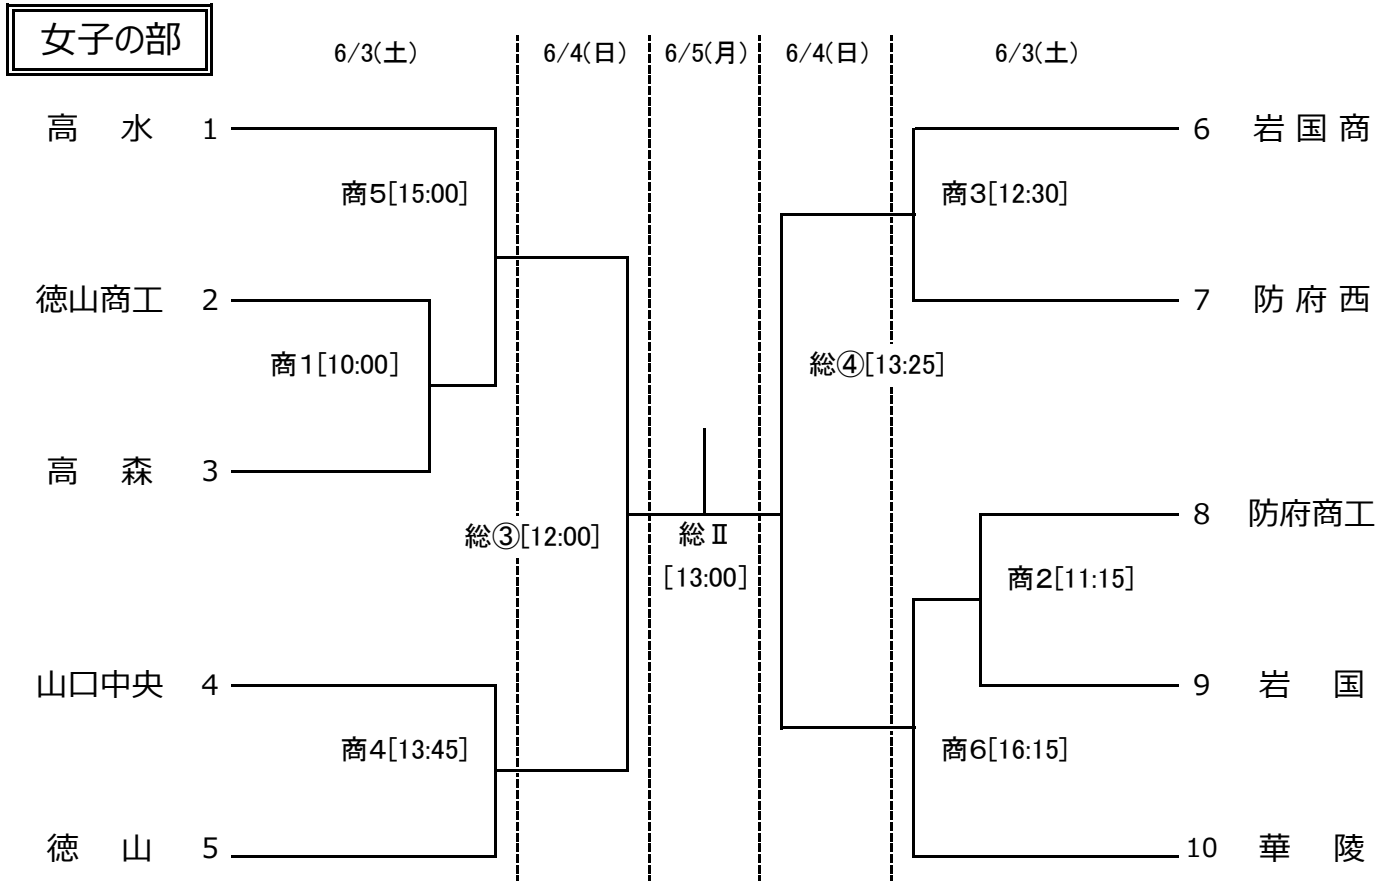 女子の部
6/3(土) 6/4(日) 6/5(月) 6/4(日) 6/3(土)
高水 1
6 岩国商
商5[15:00]
商3[12:30]
徳山商工 2
7 防府西
商1[10:00]
総④[13:25]
高森 3
8 防府商工
総③[12:00]
総Ⅱ
[13:00]
商2[11:15]
山口中央 4
9 岩国
商4[13:45]
商6[16:15]
徳山 5
10 華陵